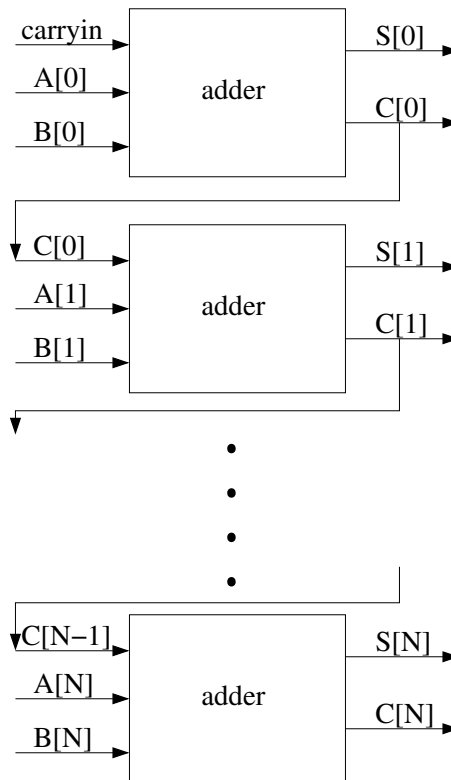 carryin
A[0]
B[0]
adder
S[0]
C[0]
C[0]
A[1]
B[1]
adder
S[1]
C[1]
C[N−1]
A[N]
B[N]
adder
S[N]
C[N]